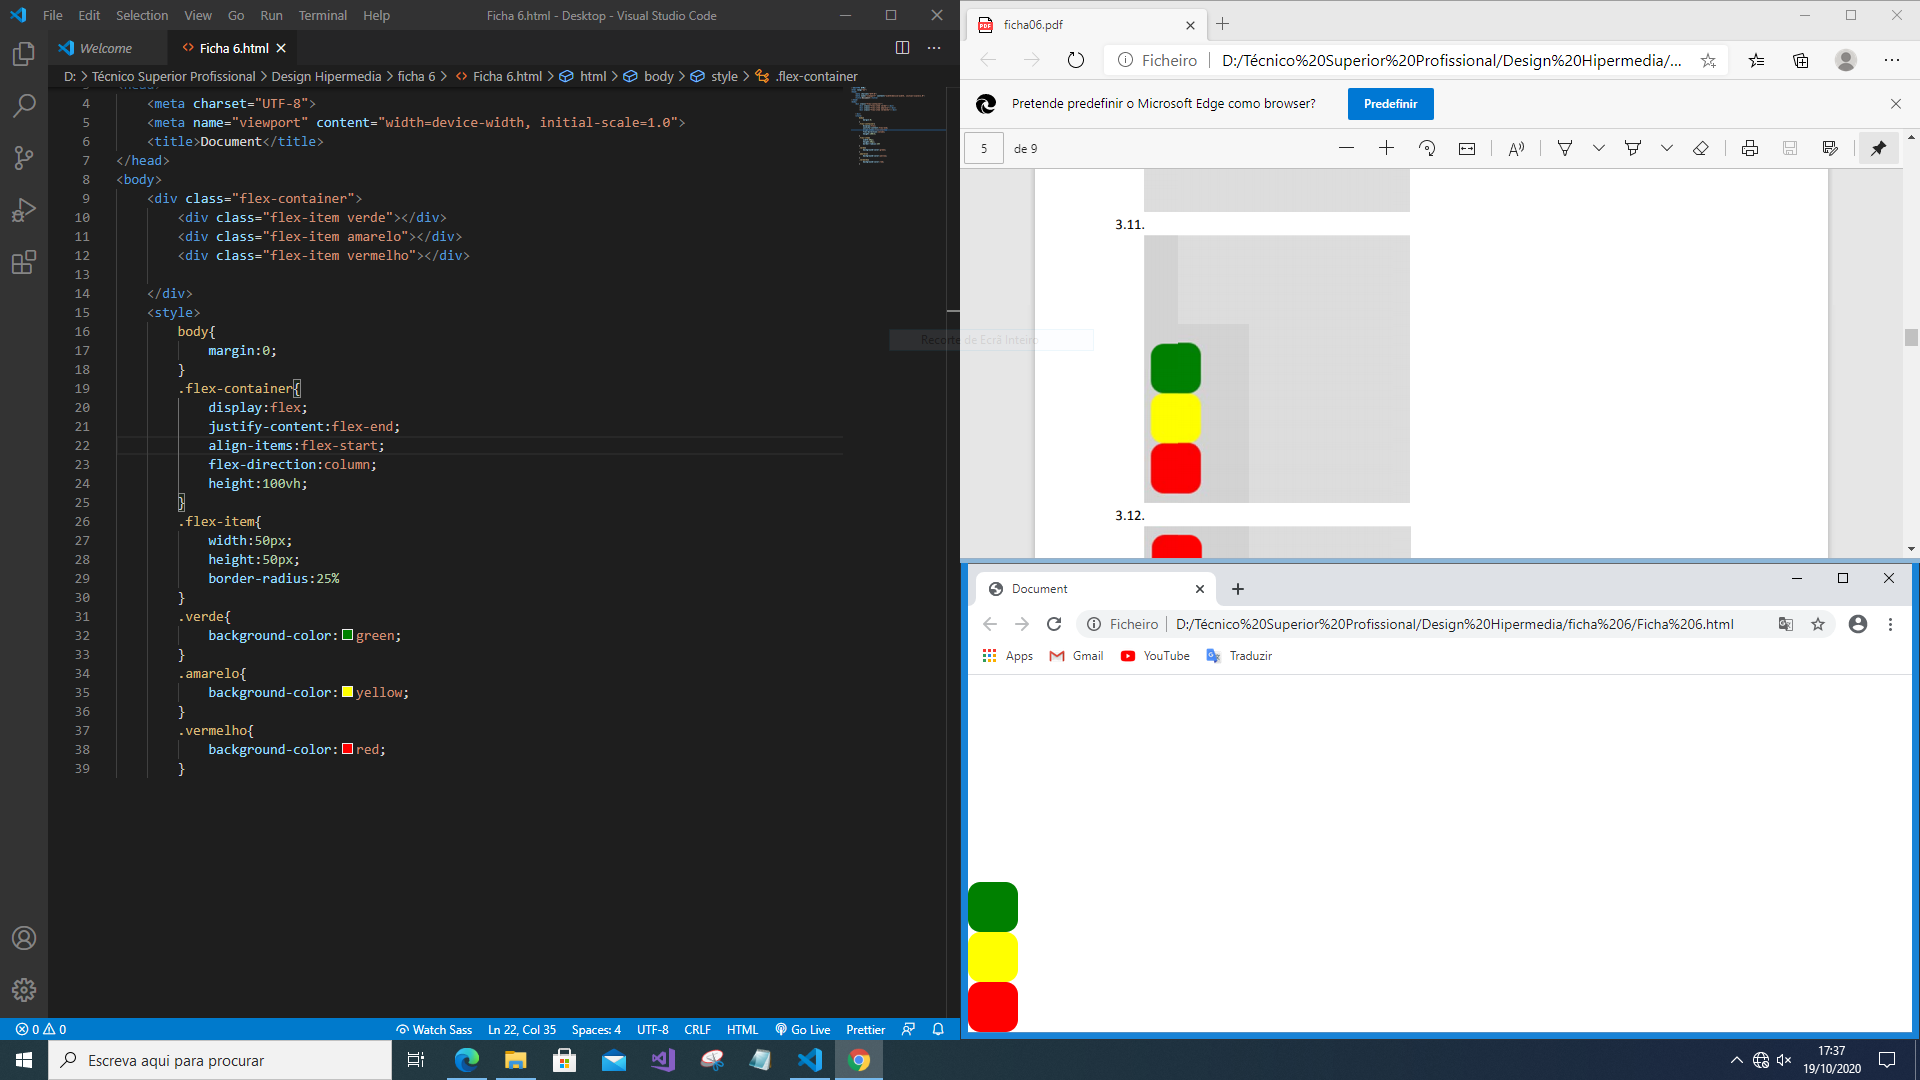 File Edit Selection View Go Run Terminal Help
Ficha 6.html - Desktop - Visual Studio Code
Welcome
Ficha 6.html
D: > Técnico Superior Profissional > Design Hipermedia > ficha 6 > Ficha 6.html > html > body > style > .flex-container
4 <meta charset="UTF-8">
5 <meta name="viewport" content="width=device-width, initial-scale=1.0">
6 <title>Document</title>
7 </head>
8 <body>
9 <div class="flex-container">
10 <div class="flex-item verde"></div>
11 <div class="flex-item amarelo"></div>
12 <div class="flex-item vermelho"></div>
13
14 </div>
15 <style>
16 body{
17 margin:0;
18 }
19 .flex-container{
20 display:flex;
21 justify-content:flex-end;
22 align-items:flex-start;
23 flex-direction:column;
24 height:100vh;
25 }
26 .flex-item{
27 width:50px;
28 height:50px;
29 border-radius:25%
30 }
31 .verde{
32 background-color:green;
33 }
34 .amarelo{
35 background-color:yellow;
36 }
37 .vermelho{
38 background-color:red;
39 }
0 0
Watch Sass
Ln 22, Col 35
Spaces: 4
UTF-8
CRLF
HTML
Go Live
Prettier
ficha06.pdf
Ficheiro
D:/Técnico%20Superior%20Profissional/Design%20Hipermedia/...
Pretende predefinir o Microsoft Edge como browser?
Predefinir
5 de 9
3.11.
Recorte de Ecrã Inteiro
3.12.
Document
Ficheiro
D:/Técnico%20Superior%20Profissional/Design%20Hipermedia/ficha%206/Ficha%206.html
Apps Gmail YouTube Traduzir
Escreva aqui para procurar
17:37
19/10/2020